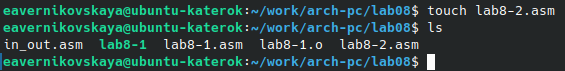 eavernikovskaya@ubuntu-katerok:~/work/arch-pc/lab08$ touch lab8-2.asm
eavernikovskaya@ubuntu-katerok:~/work/arch-pc/lab08$ ls
in_out.asm  lab8-1  lab8-1.asm  lab8-1.o  lab8-2.asm
eavernikovskaya@ubuntu-katerok:~/work/arch-pc/lab08$